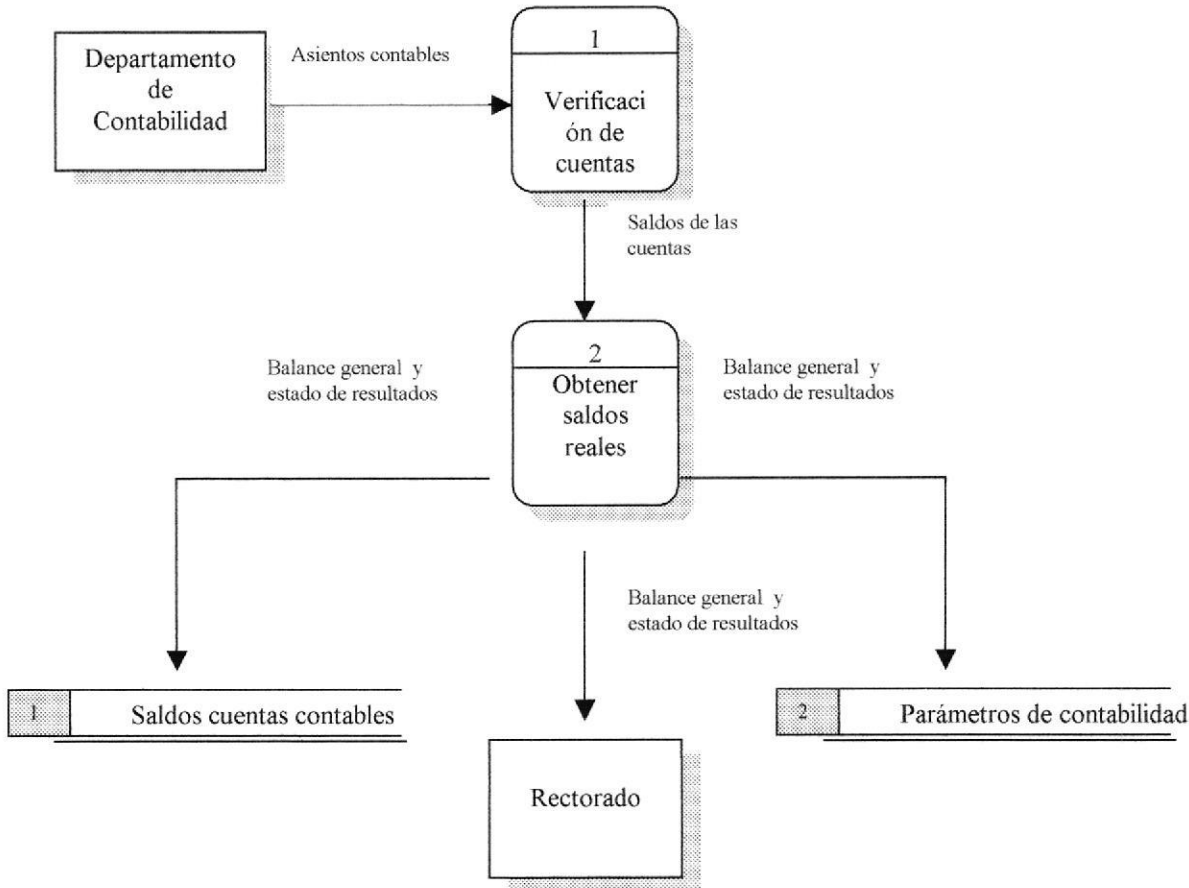 Departamento
de
Contabilidad
Asientos contables
1
Verificaci
ón de
cuentas
Saldos de las
cuentas
2
Obtener
saldos
reales
Balance general y
estado de resultados
Balance general y
estado de resultados
Balance general y
estado de resultados
1
Saldos cuentas contables
2
Parámetros de contabilidad
Rectorado